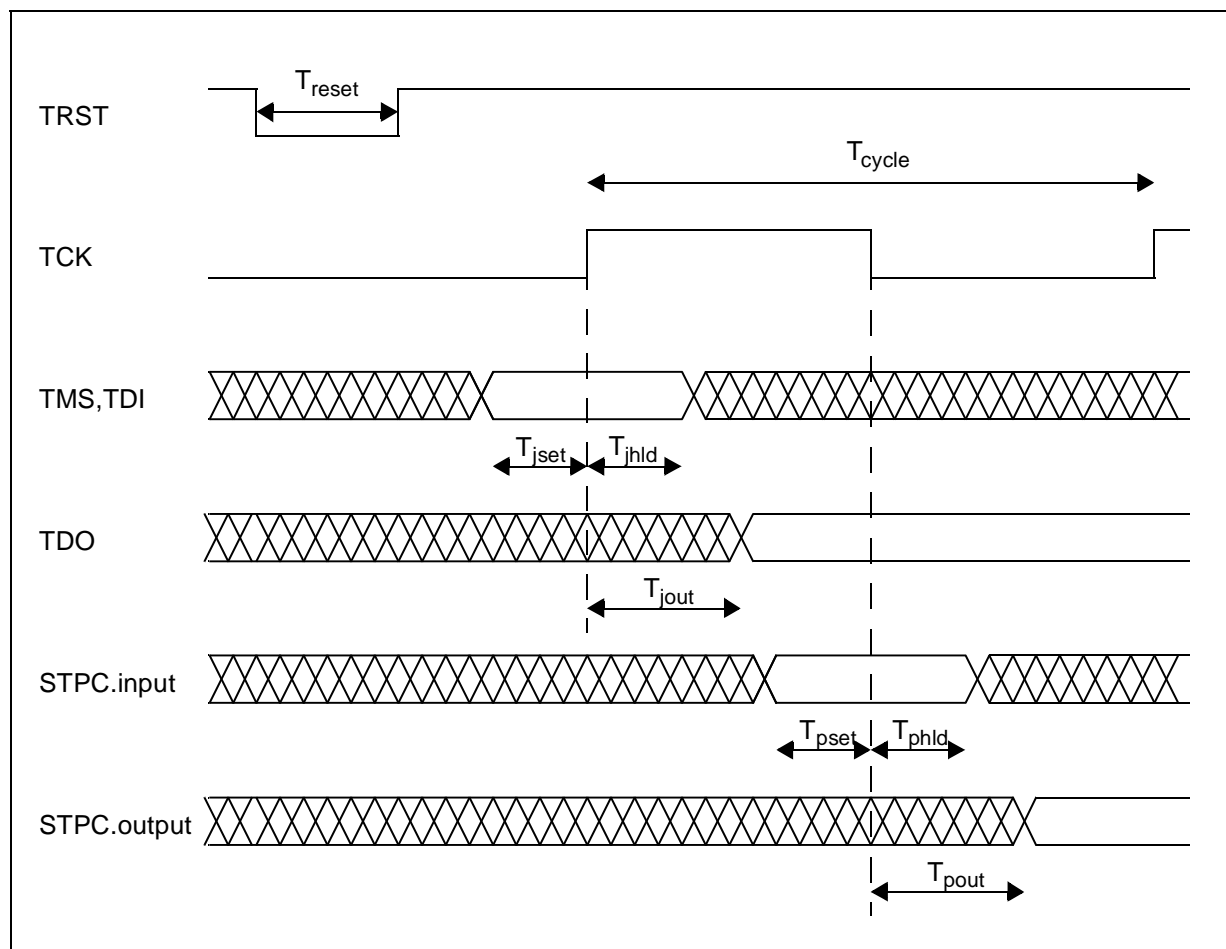 TRST
Treset
Tcycle
TCK
TMS,TDI
Tjset
Tjhld
TDO
Tjout
STPC.input
Tpset
Tphld
STPC.output
Tpout